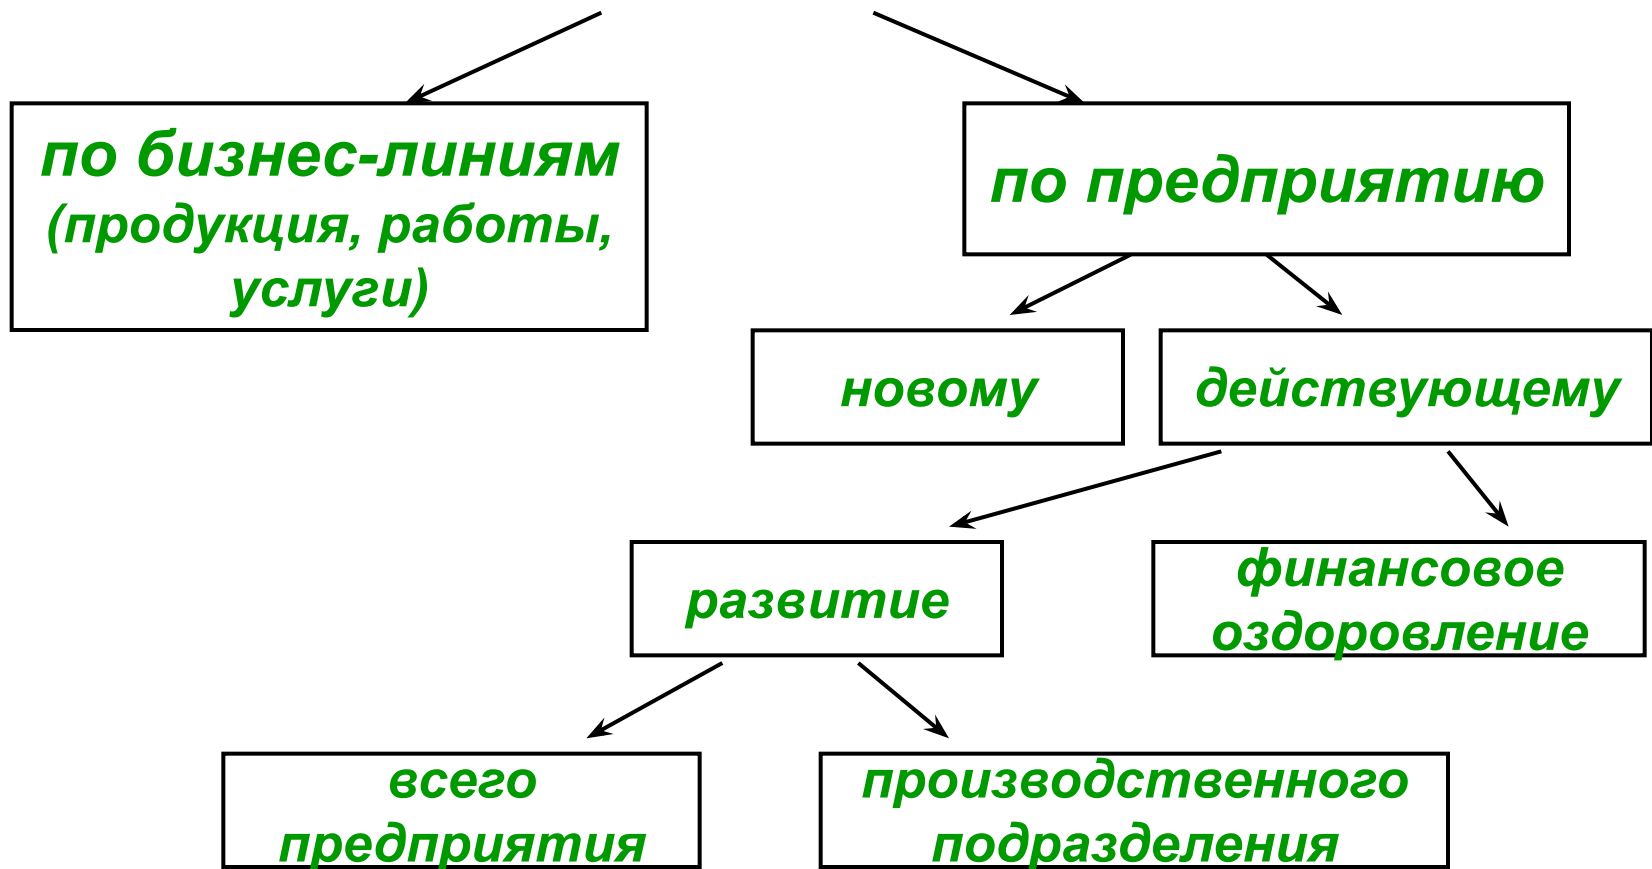 по бизнес-линиям
(продукция, работы,
услуги)
по предприятию
новому
действующему
развитие
финансовое
оздоровление
всего
предприятия
производственного
подразделения